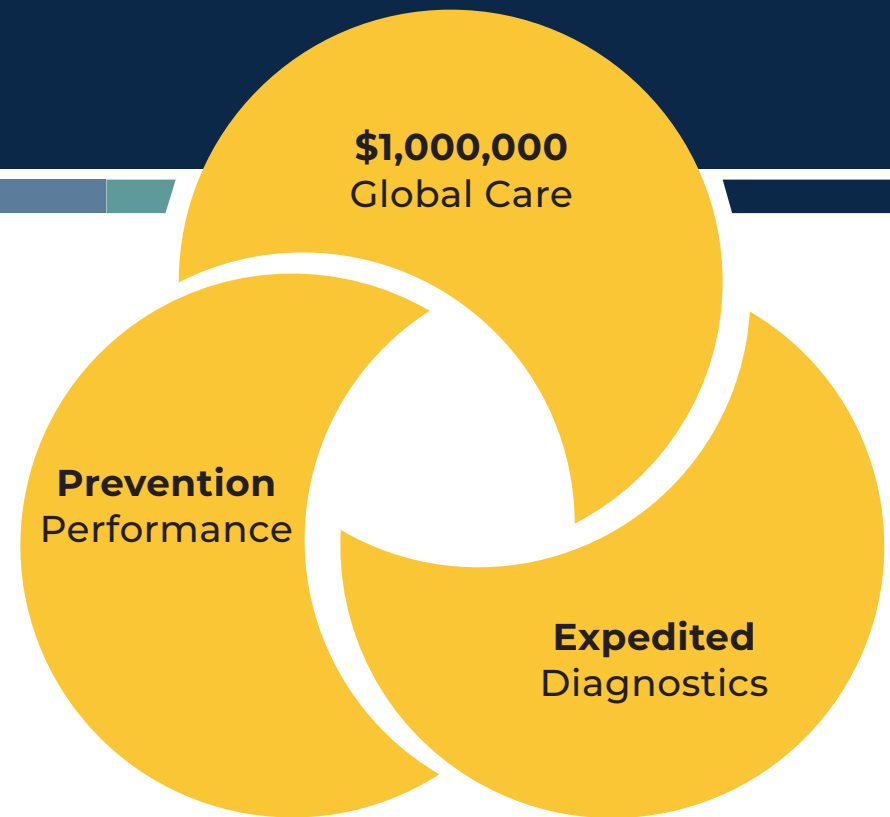 $1,000,000
Global Care
Prevention
Performance
Expedited
Diagnostics